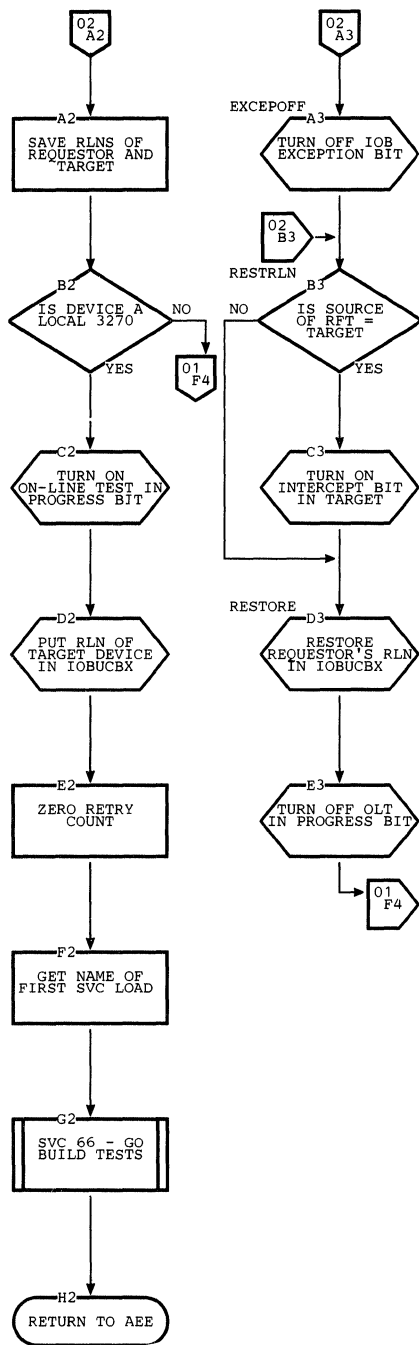 02
A2
A2
SAVE RLNS OF
REQUESTOR AND
TARGET
B2
IS DEVICE A
LOCAL 3270
NO
01
F4
YES
C2
TURN ON
ON-LINE TEST IN
PROGRESS BIT
D2
PUT RLN OF
TARGET DEVICE
IN IOBUCBX
E2
ZERO RETRY
COUNT
F2
GET NAME OF
FIRST SVC LOAD
G2
SVC 66 - GO
BUILD TESTS
H2
RETURN TO AEE
02
A3
EXCEPOFF
A3
TURN OFF IOB
EXCEPTION BIT
02
B3
RESTRLN
B3
NO
IS SOURCE
OF RFT =
TARGET
YES
C3
TURN ON
INTERCEPT BIT
IN TARGET
RESTORE
D3
RESTORE
REQUESTOR'S RLN
IN IOBUCBX
E3
TURN OFF OLT
IN PROGRESS BIT
01
F4